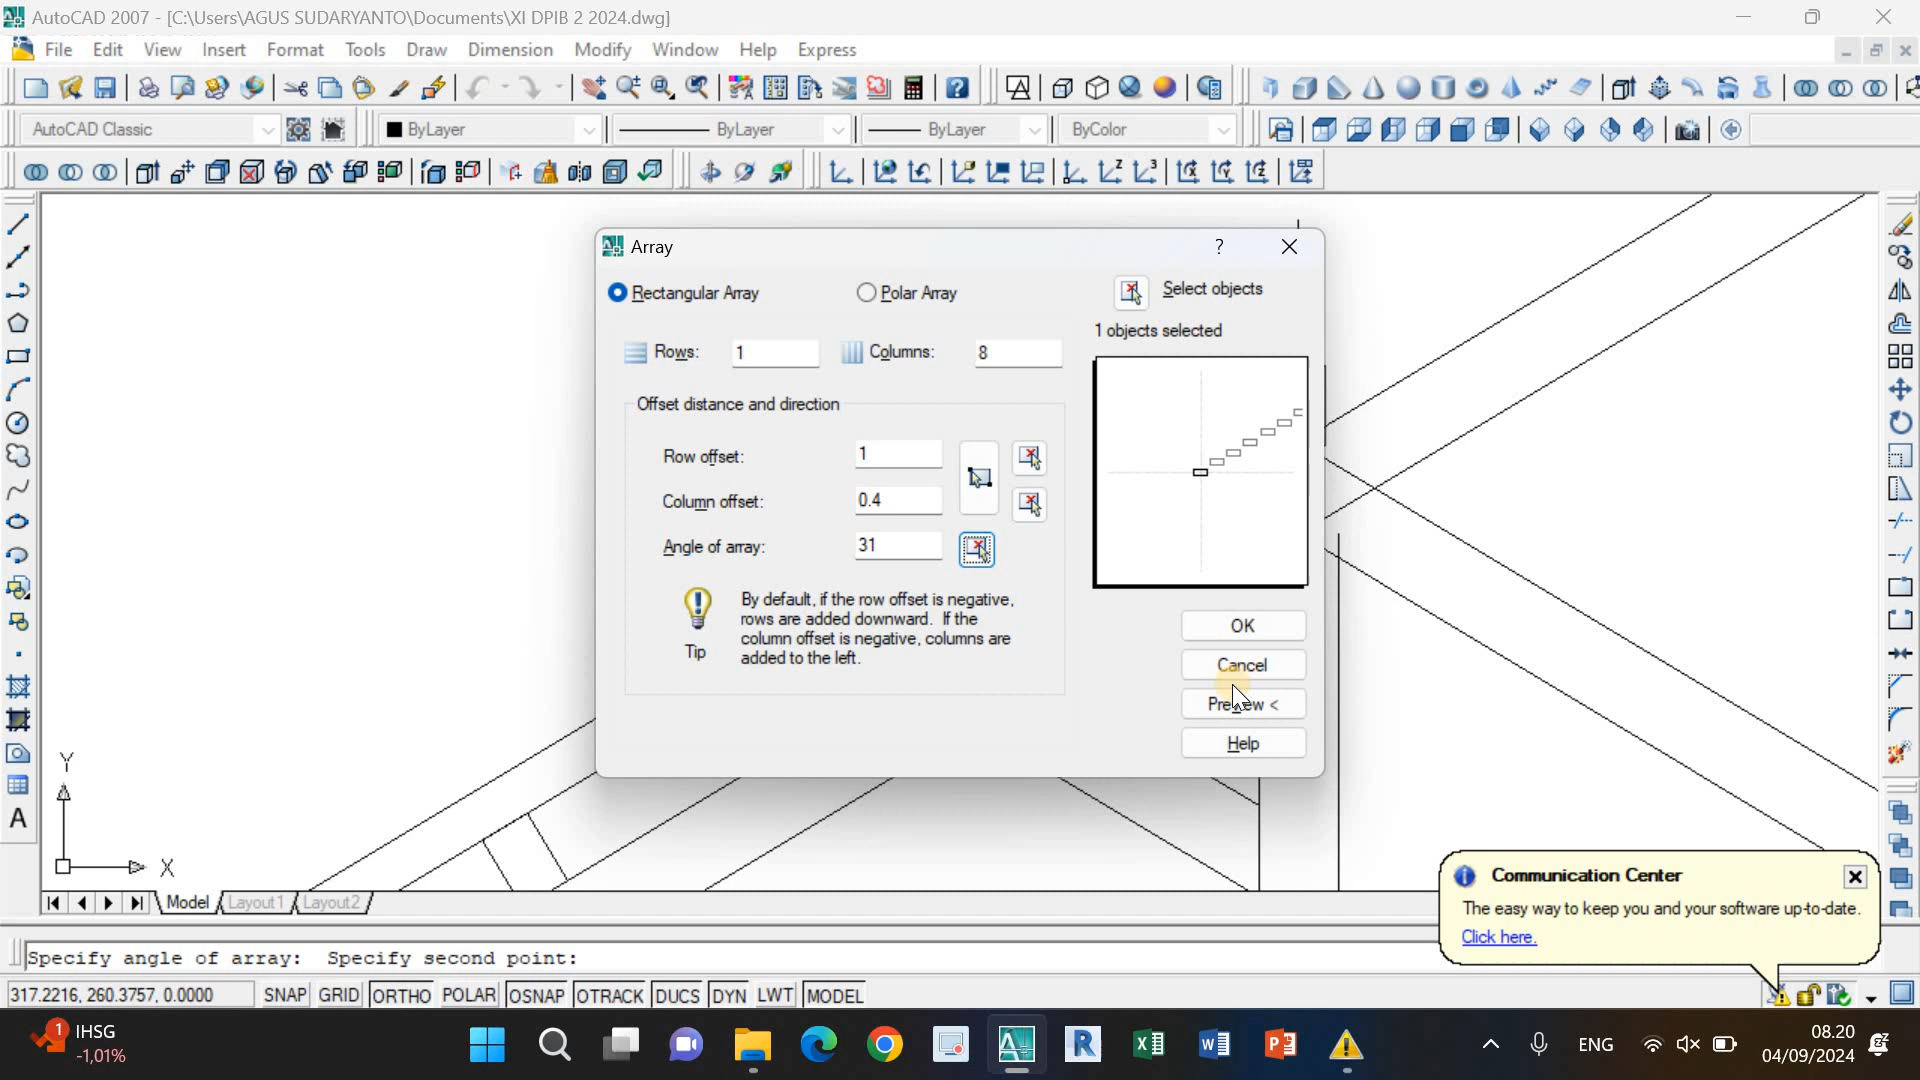 AutoCAD 2007 - [C:\Users\AGUS SUDARYANTO\Documents\XI DPIB 2 2024.dwg]
File Edit View Insert Format Tools Draw Dimension Modify Window Help Express
AutoCAD Classic ByLayer ByLayer ByLayer ByColor
Array ?
Rectangular Array Polar Array Select objects
1 objects selected
Rows: 1 Columns: 8
Offset distance and direction
Row offset: 1
Column offset: 0.4
Angle of array: 31
By default, if the row offset is negative,
rows are added downward. If the
column offset is negative, columns are
added to the left.
Tip
OK
Cancel
Preview <
Help
Y
X
Model Layout1 Layout2
Communication Center
The easy way to keep you and your software up-to-date.
Click here.
Specify angle of array: Specify second point:
317.2216, 260.3757, 0.0000 SNAP GRID ORTHO POLAR OSNAP OTRACK DUCS DYN LWT MODEL
1 IHSG
-1,01%
ENG
08.20
04/09/2024